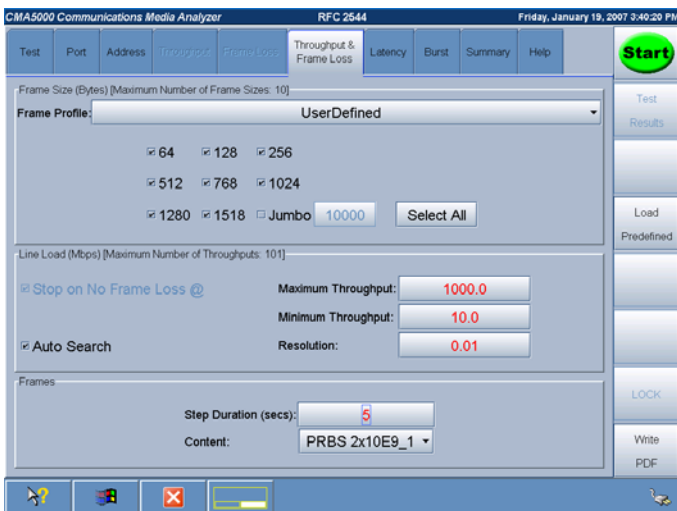 CMA5000 Communications Media Analyzer RFC 2544 Friday, January 19, 2007 3:40:20 PM
Test Port Address Throughput Frame Loss Throughput & Frame Loss Latency Burst Summary Help Start
Frame Size (Bytes) [Maximum Number of Frame Sizes: 10]
Frame Profile: UserDefined
Test Results
64 128 256
512 768 1024
1280 1518 Jumbo 10000 Select All
Load Predefined
Line Load (Mbps) [Maximum Number of Throughputs: 101]
Stop on No Frame Loss @ Maximum Throughput: 1000.0
Minimum Throughput: 10.0
Auto Search Resolution: 0.01
Frames
LOCK
Step Duration (secs): 5
Content: PRBS 2x10E9_1
Write PDF